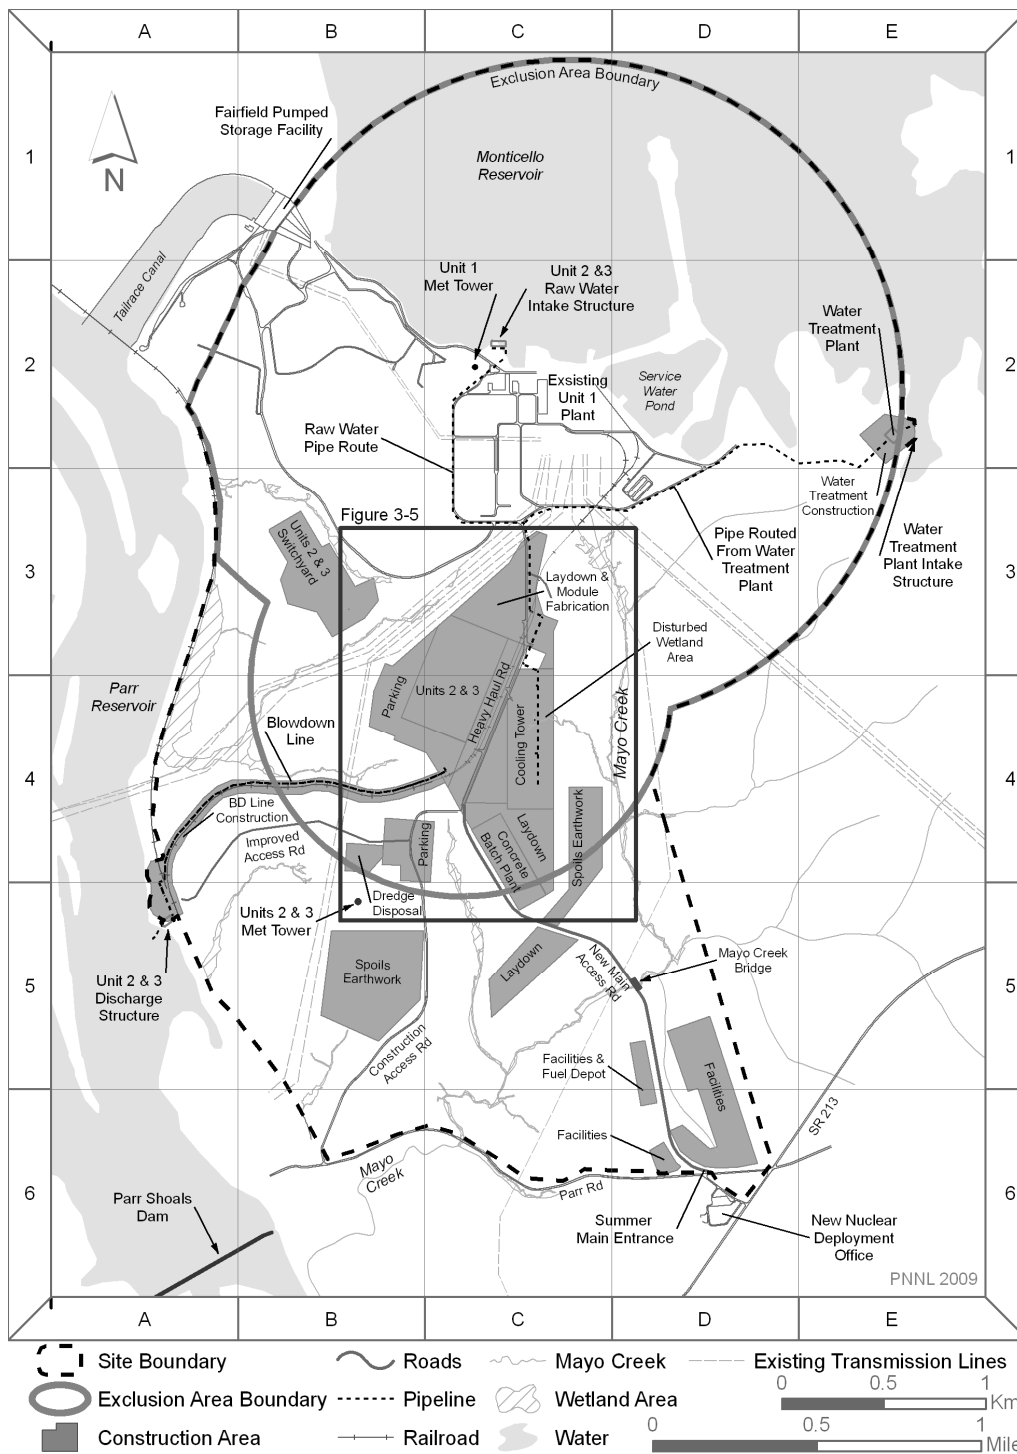 A B C D E
Exclusion Area Boundary
Fairfield Pumped
Storage Facility
1
Monticello
Reservoir
1
N
Tailrace Canal
Unit 1
Met Tower
Unit 2 &3
Raw Water
Intake Structure
Water
Treatment
Plant
2
Exsisting
Unit 1
Plant
Service
Water
Pond
2
Raw Water
Pipe Route
Water
Treatment
Construction
Figure 3-5
Units 2 & 3
Switchyard
Pipe Routed
From Water
Treatment
Plant
Water
Treatment
Plant Intake
Structure
3
Laydown &
Module
Fabrication
3
Disturbed
Wetland
Area
Parr
Reservoir
Parking
Units 2 & 3
Heavy Haul Rd
Mayo Creek
Blowdown
Line
Cooling Tower
4
4
BD Line
Construction
Improved
Access Rd
Parking
Concrete
Batch Plant
Laydown
Spoils Earthwork
Dredge
Disposal
Units 2 & 3
Met Tower
Laydown
New Main
Access Rd
Mayo Creek
Bridge
Spoils
Earthwork
5
Unit 2 & 3
Discharge
Structure
5
Construction
Access Rd
Facilities &
Fuel Depot
Facilities
SR 213
Facilities
Mayo
Creek
Parr Rd
6
Parr Shoals
Dam
Summer
Main Entrance
New Nuclear
Deployment
Office
6
PNNL 2009
A B C D E
Site Boundary Roads Mayo Creek Existing Transmission Lines
Exclusion Area Boundary Pipeline Wetland Area
0 0.5 1
Km
Construction Area Railroad Water
0 0.5 1
Mile